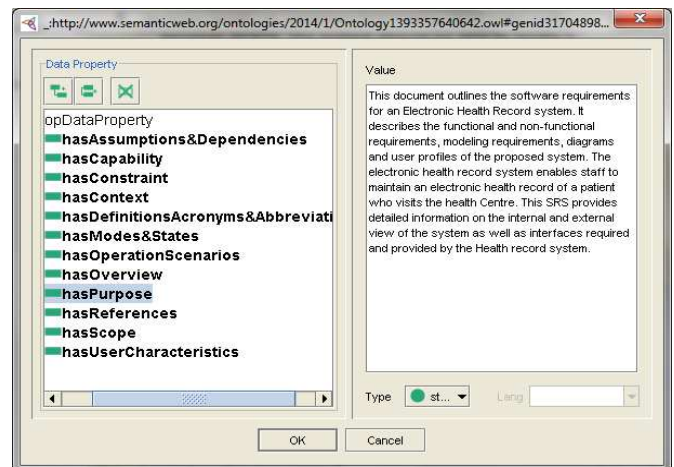 _:http://www.semanticweb.org/ontologies/2014/1/Ontology1393357640642.owl#genid31704898...
Data Property
opDataProperty
hasAssumptions&Dependencies
hasCapability
hasConstraint
hasContext
hasDefinitionsAcronyms&Abbreviati
hasModes&States
hasOperationScenarios
hasOverview
hasPurpose
hasReferences
hasScope
hasUserCharacteristics
Value
This document outlines the software requirements
for an Electronic Health Record system. It
describes the functional and non-functional
requirements, modeling requirements, diagrams
and user profiles of the proposed system. The
electronic health record system enables staff to
maintain an electronic health record of a patient
who visits the health Centre. This SRS provides
detailed information on the internal and external
view of the system as well as interfaces required
and provided by the Health record system.
Type st... Lang
OK Cancel